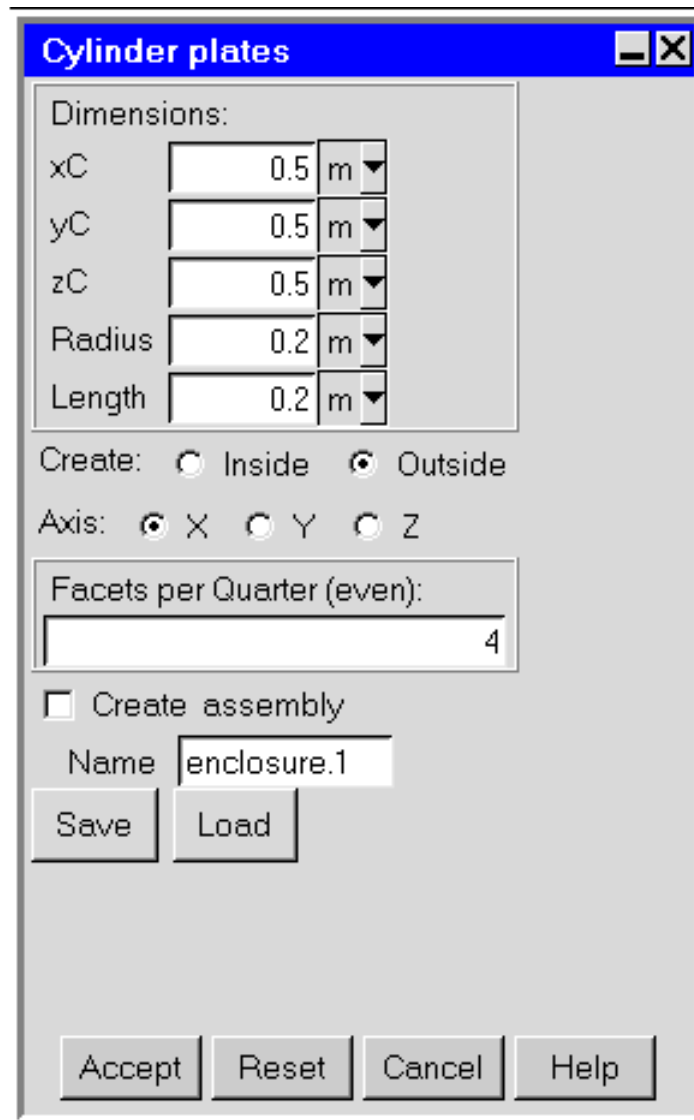 Cylinder plates
Dimensions:
xC 0.5 m
yC 0.5 m
zC 0.5 m
Radius 0.2 m
Length 0.2 m
Create: Inside Outside
Axis: X Y Z
Facets per Quarter (even):
4
Create assembly
Name enclosure.1
Save Load
Accept Reset Cancel Help